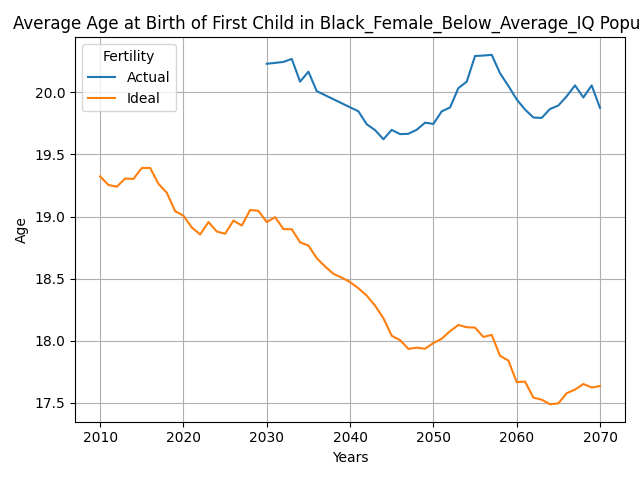 Average Age at Birth of First Child in Black_Female_Below_Average_IQ Popu
Fertility
Actual
Ideal
20.0
19.5
19.0
18.5
18.0
17.5
Age
2010 2020 2030 2040 2050 2060 2070
Years